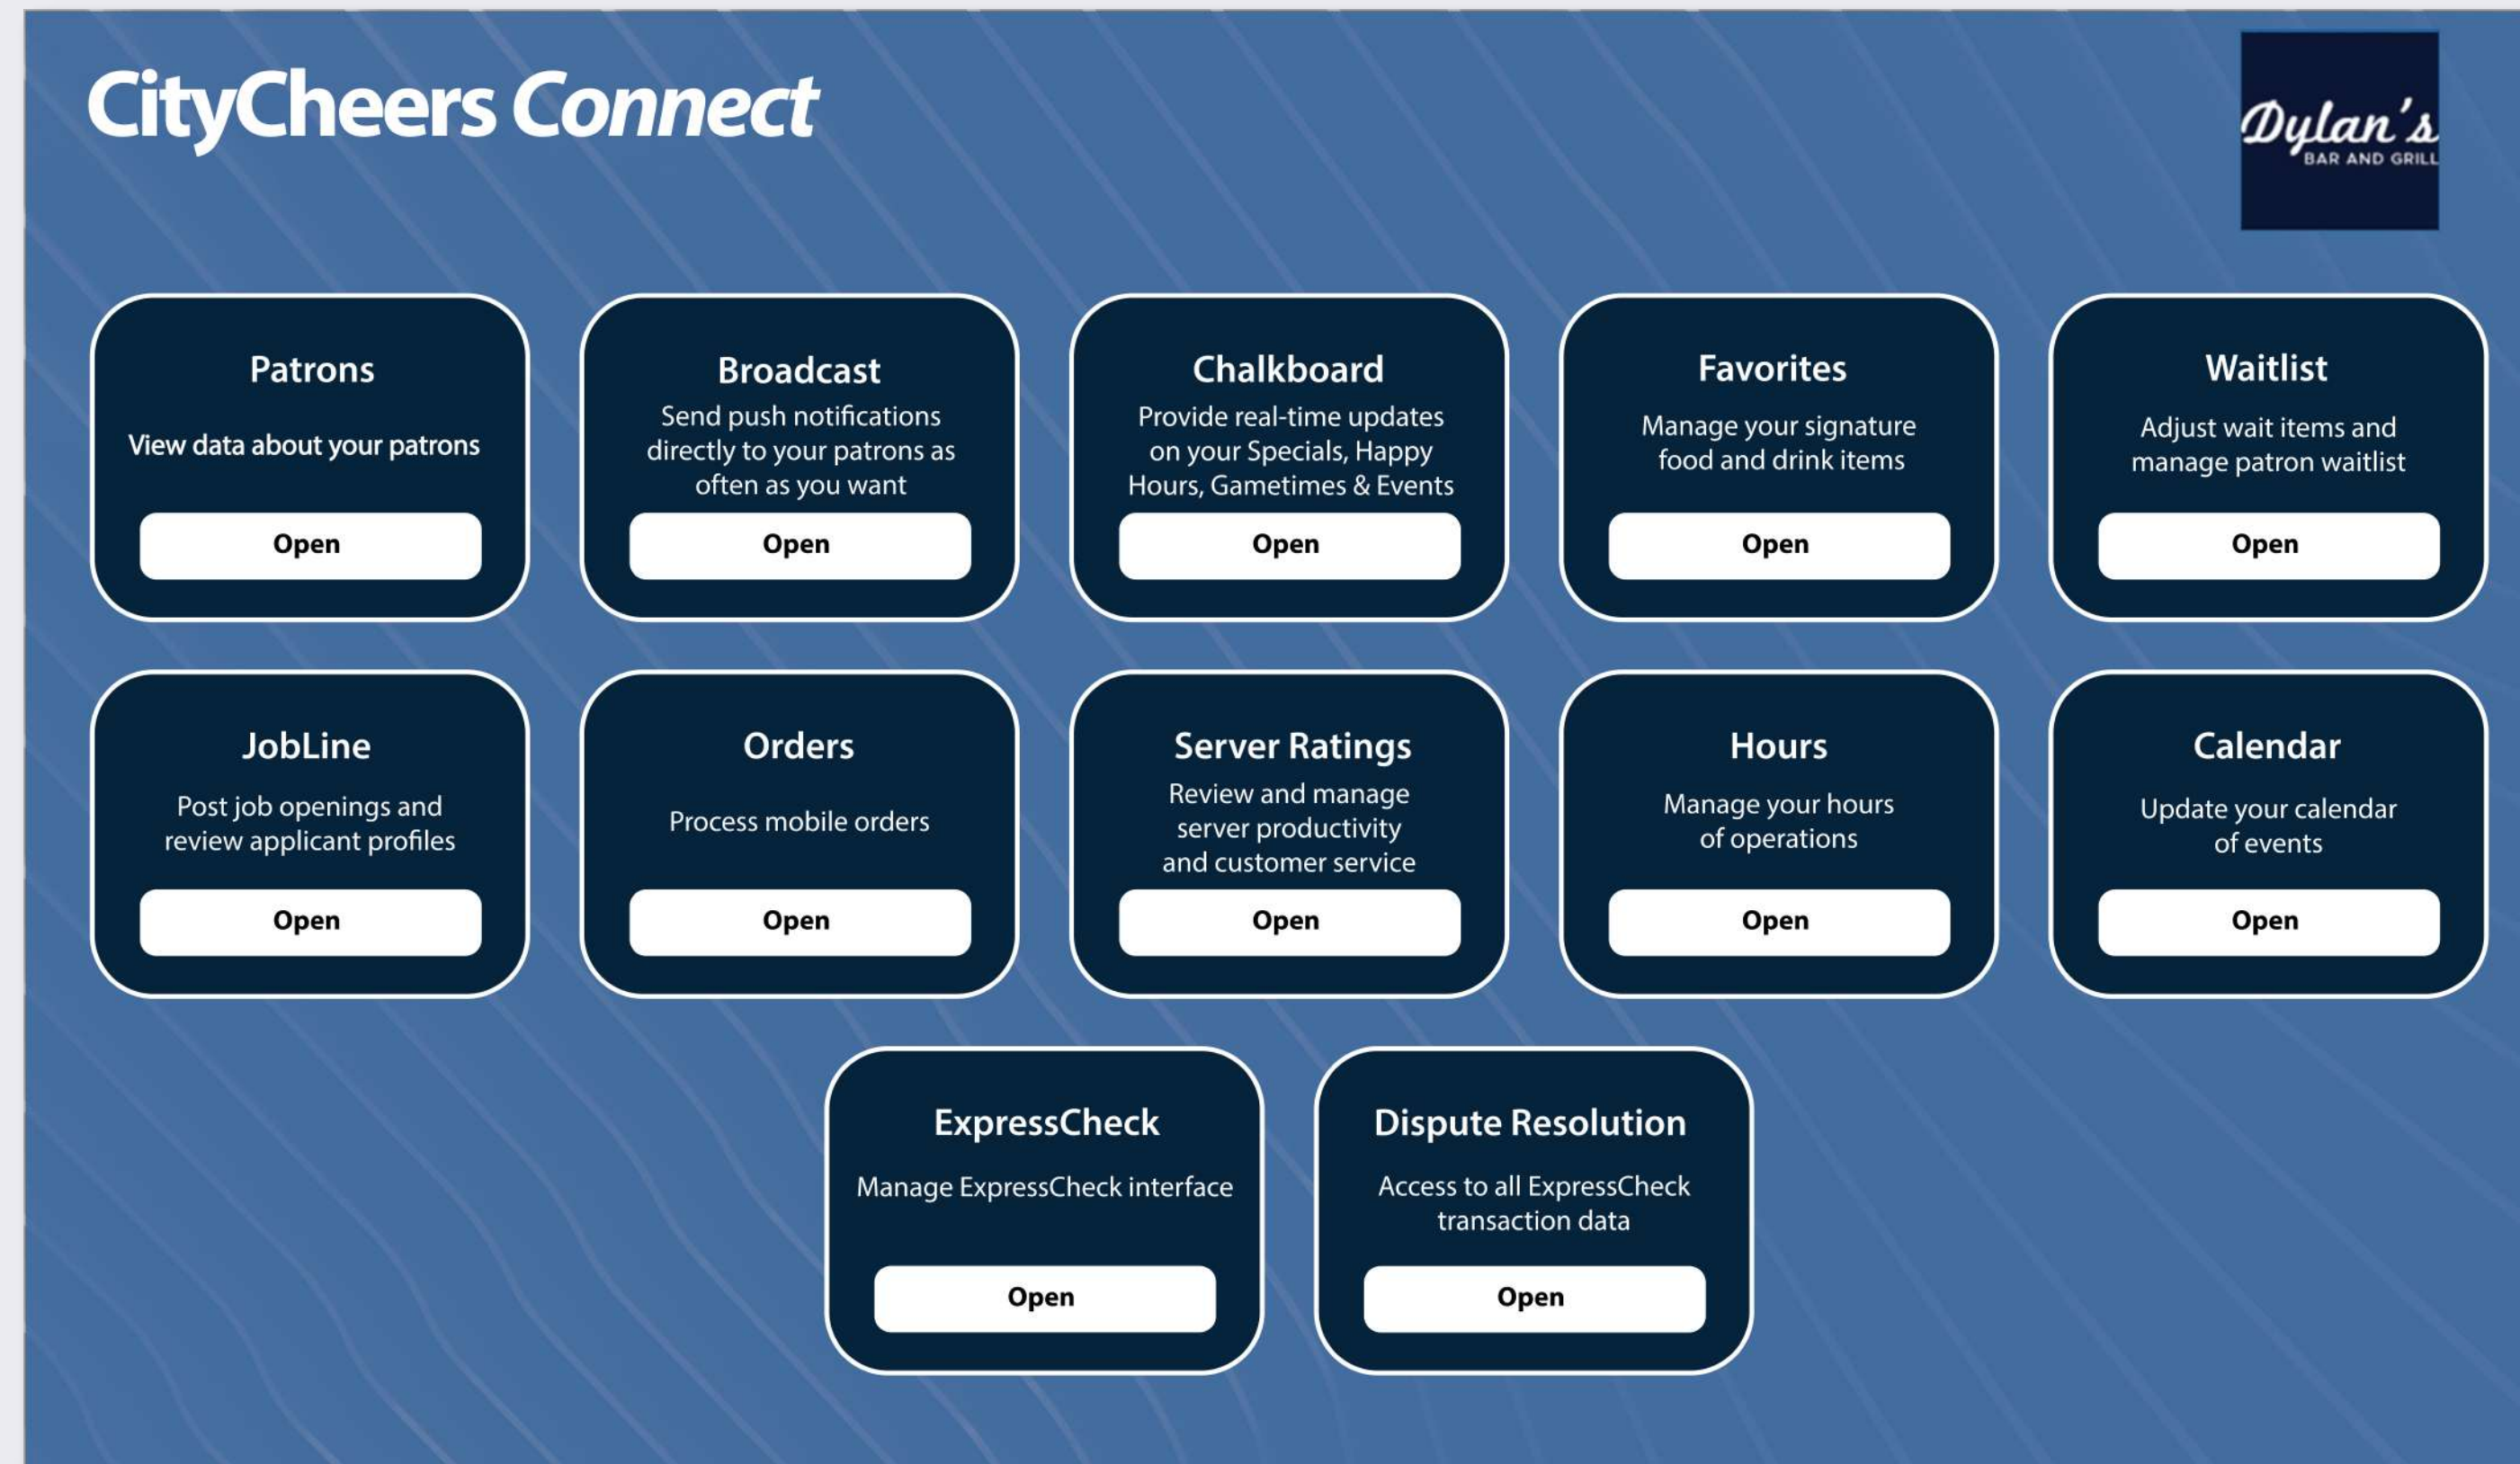 CityCheers Connect
Dylan's
BAR AND GRILL
Patrons
View data about your patrons
Open
Broadcast
Send push notifications
directly to your patrons as
often as you want
Open
Chalkboard
Provide real-time updates
on your Specials, Happy
Hours, Gametimes & Events
Open
Favorites
Manage your signature
food and drink items
Open
Waitlist
Adjust wait items and
manage patron waitlist
Open
JobLine
Post job openings and
review applicant profiles
Open
Orders
Process mobile orders
Open
Server Ratings
Review and manage
server productivity
and customer service
Open
Hours
Manage your hours
of operations
Open
Calendar
Update your calendar
of events
Open
ExpressCheck
Manage ExpressCheck interface
Open
Dispute Resolution
Access to all ExpressCheck
transaction data
Open